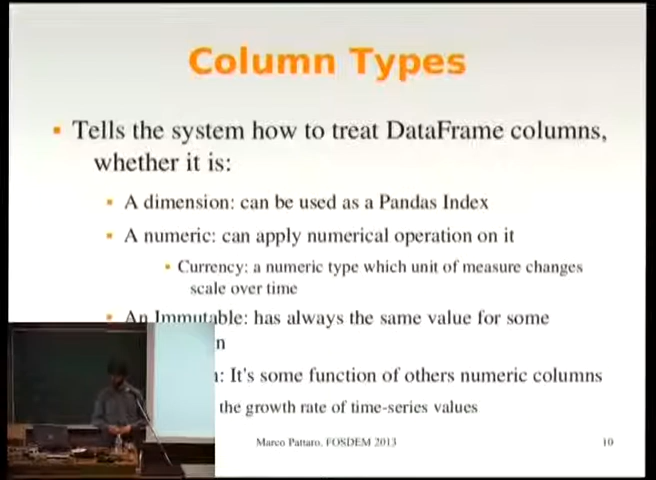 Column Types
Tells the system how to treat DataFrame columns,
whether it is:
A dimension: can be used as a Pandas Index
A numeric: can apply numerical operation on it
Currency: a numeric type which unit of measure changes
scale over time
An Immutable: has always the same value for some
n
: It's some function of others numeric columns
the growth rate of time-series values
Marco Pattaro, FOSDEM 2013
10